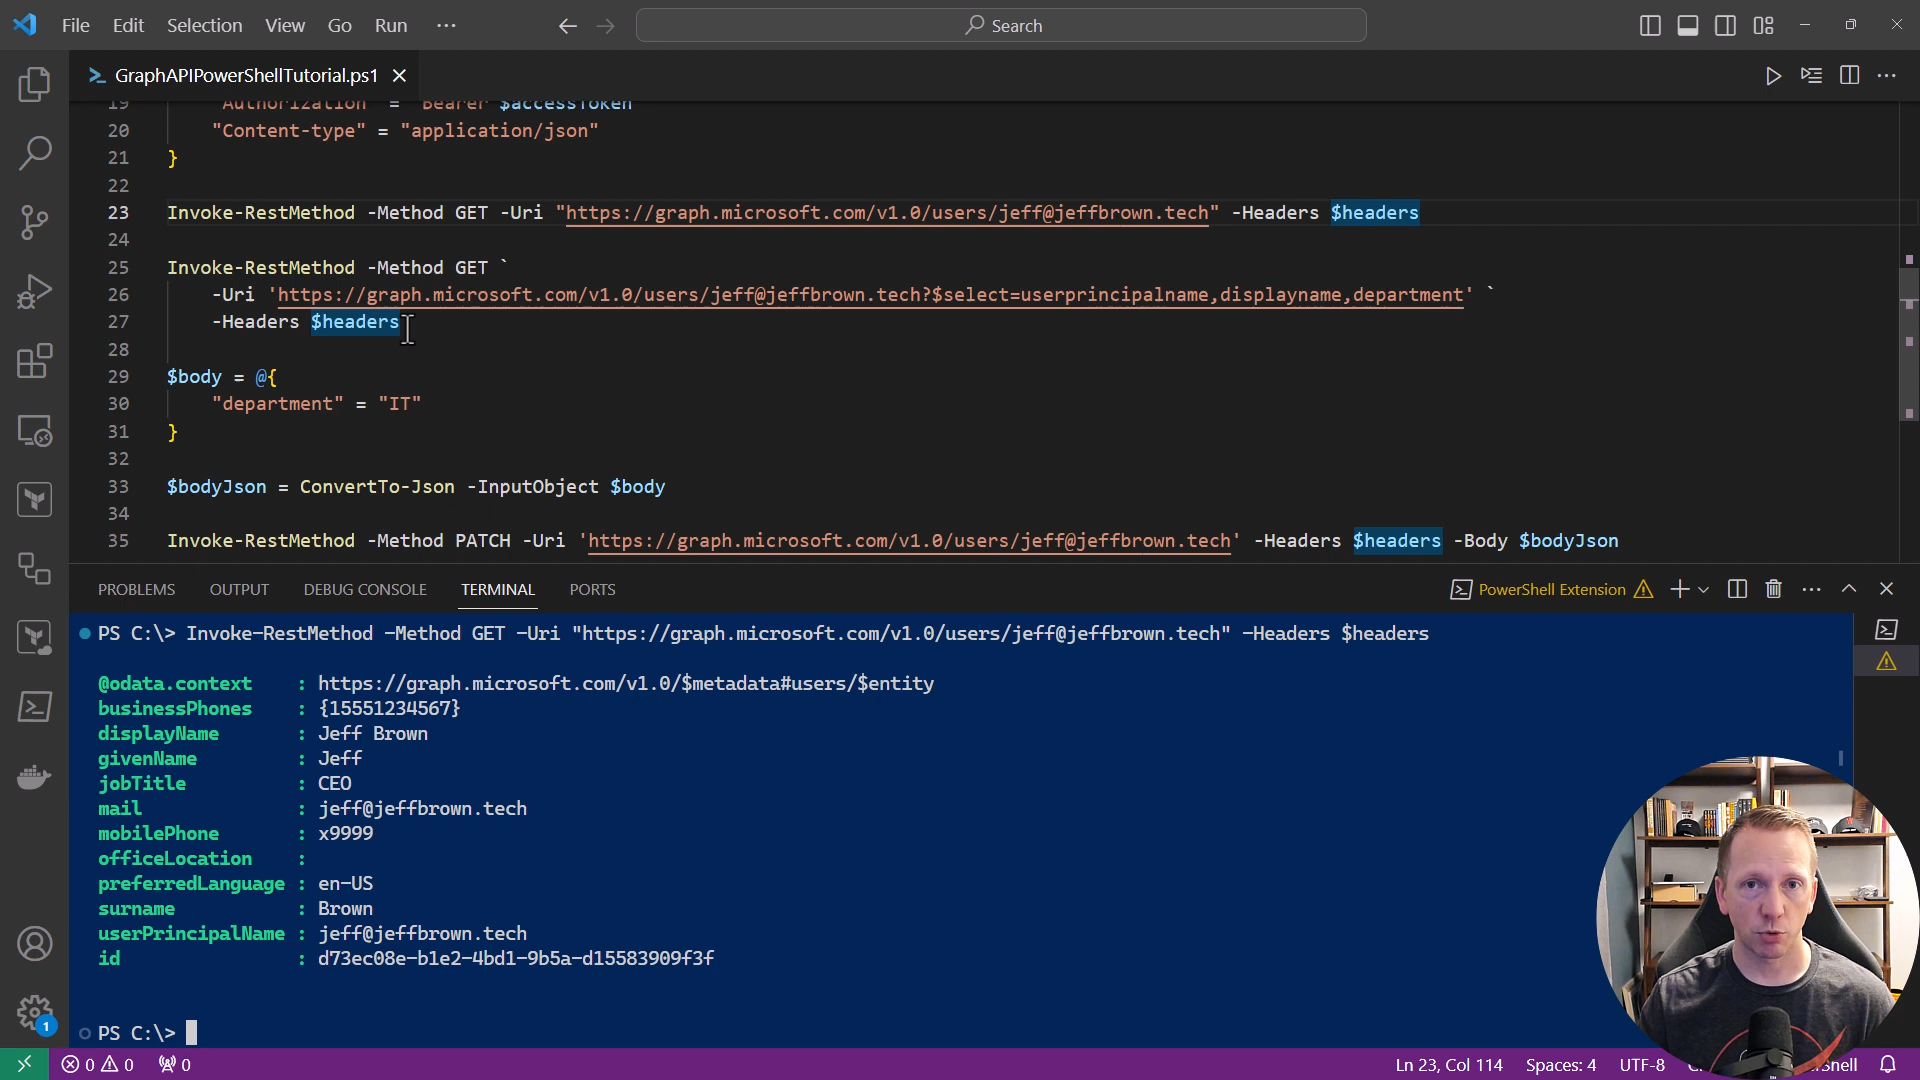 File Edit Selection View Go Run ··· Search
GraphAPIPowerShellTutorial.ps1
19 "Authorization" = "Bearer $accessToken"
20 "Content-type" = "application/json"
21 }
22
23 Invoke-RestMethod -Method GET -Uri "https://graph.microsoft.com/v1.0/users/jeff@jeffbrown.tech" -Headers $headers
24
25 Invoke-RestMethod -Method GET `
26 -Uri 'https://graph.microsoft.com/v1.0/users/jeff@jeffbrown.tech?$select=userprincipalname,displayname,department' `
27 -Headers $headers
28
29 $body = @{
30 "department" = "IT"
31 }
32
33 $bodyJson = ConvertTo-Json -InputObject $body
34
35 Invoke-RestMethod -Method PATCH -Uri 'https://graph.microsoft.com/v1.0/users/jeff@jeffbrown.tech' -Headers $headers -Body $bodyJson
PROBLEMS OUTPUT DEBUG CONSOLE TERMINAL PORTS PowerShell Extension
PS C:\> Invoke-RestMethod -Method GET -Uri "https://graph.microsoft.com/v1.0/users/jeff@jeffbrown.tech" -Headers $headers
@odata.context : https://graph.microsoft.com/v1.0/$metadata#users/$entity
businessPhones : {15551234567}
displayName : Jeff Brown
givenName : Jeff
jobTitle : CEO
mail : jeff@jeffbrown.tech
mobilePhone : x9999
officeLocation :
preferredLanguage : en-US
surname : Brown
userPrincipalName : jeff@jeffbrown.tech
id : d73ec08e-b1e2-4bd1-9b5a-d15583909f3f
PS C:\>
1
0 0 0 Ln 23, Col 114 Spaces: 4 UTF-8